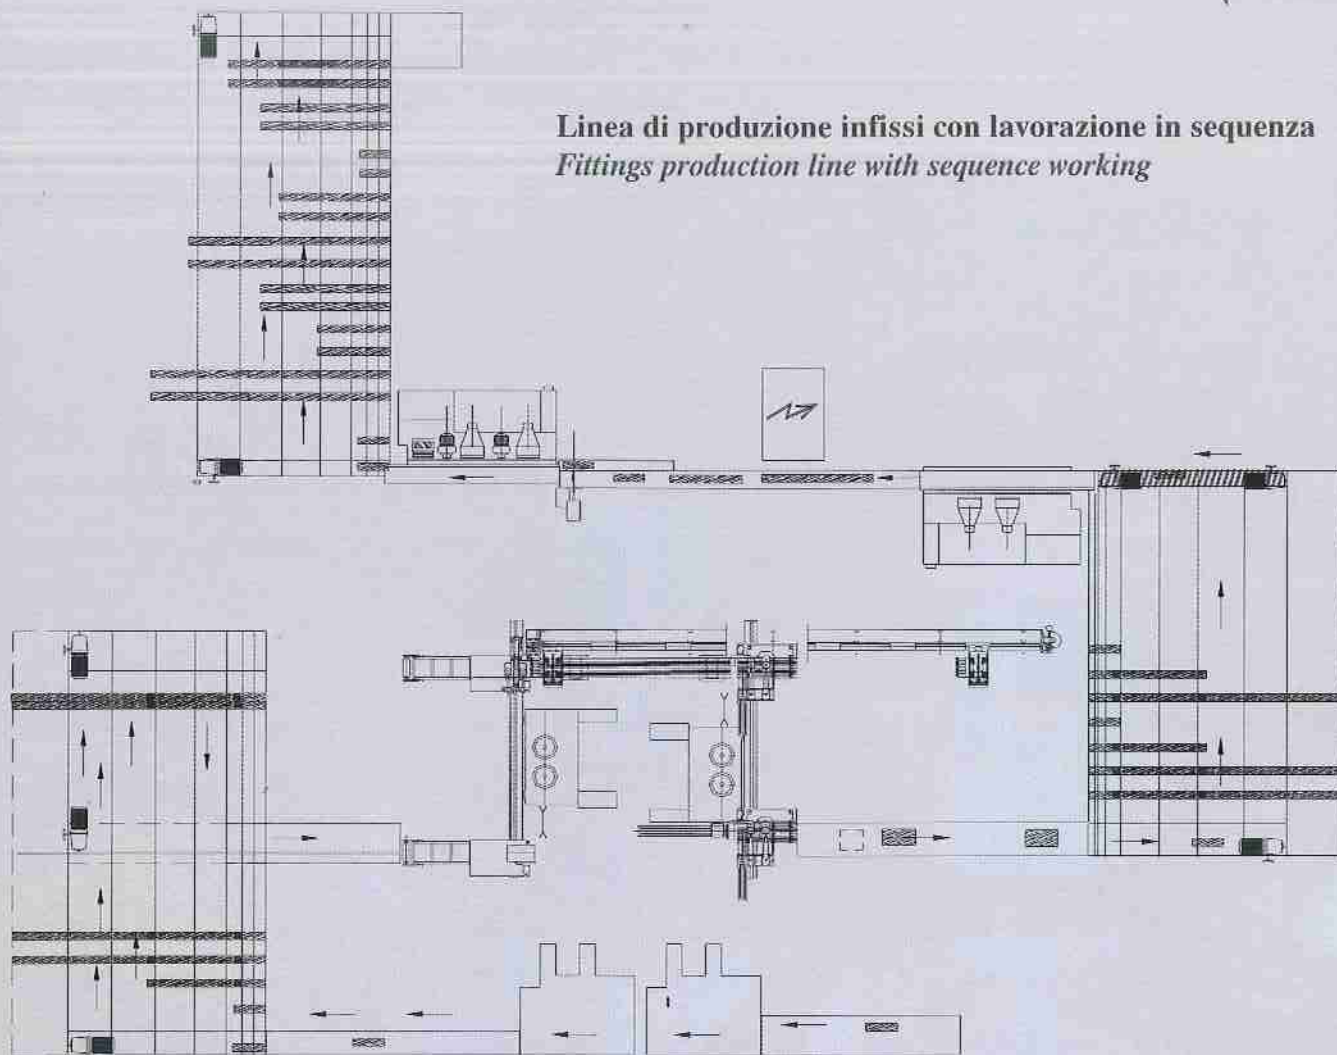 Linea di produzione infissi con lavorazione in sequenza
Fittings production line with sequence working